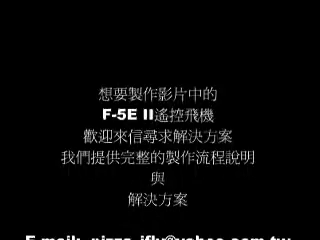 想要製作影片中的
F-5E II遙控飛機
歡迎來信尋求解決方案
我們提供完整的製作流程說明
與
解決方案